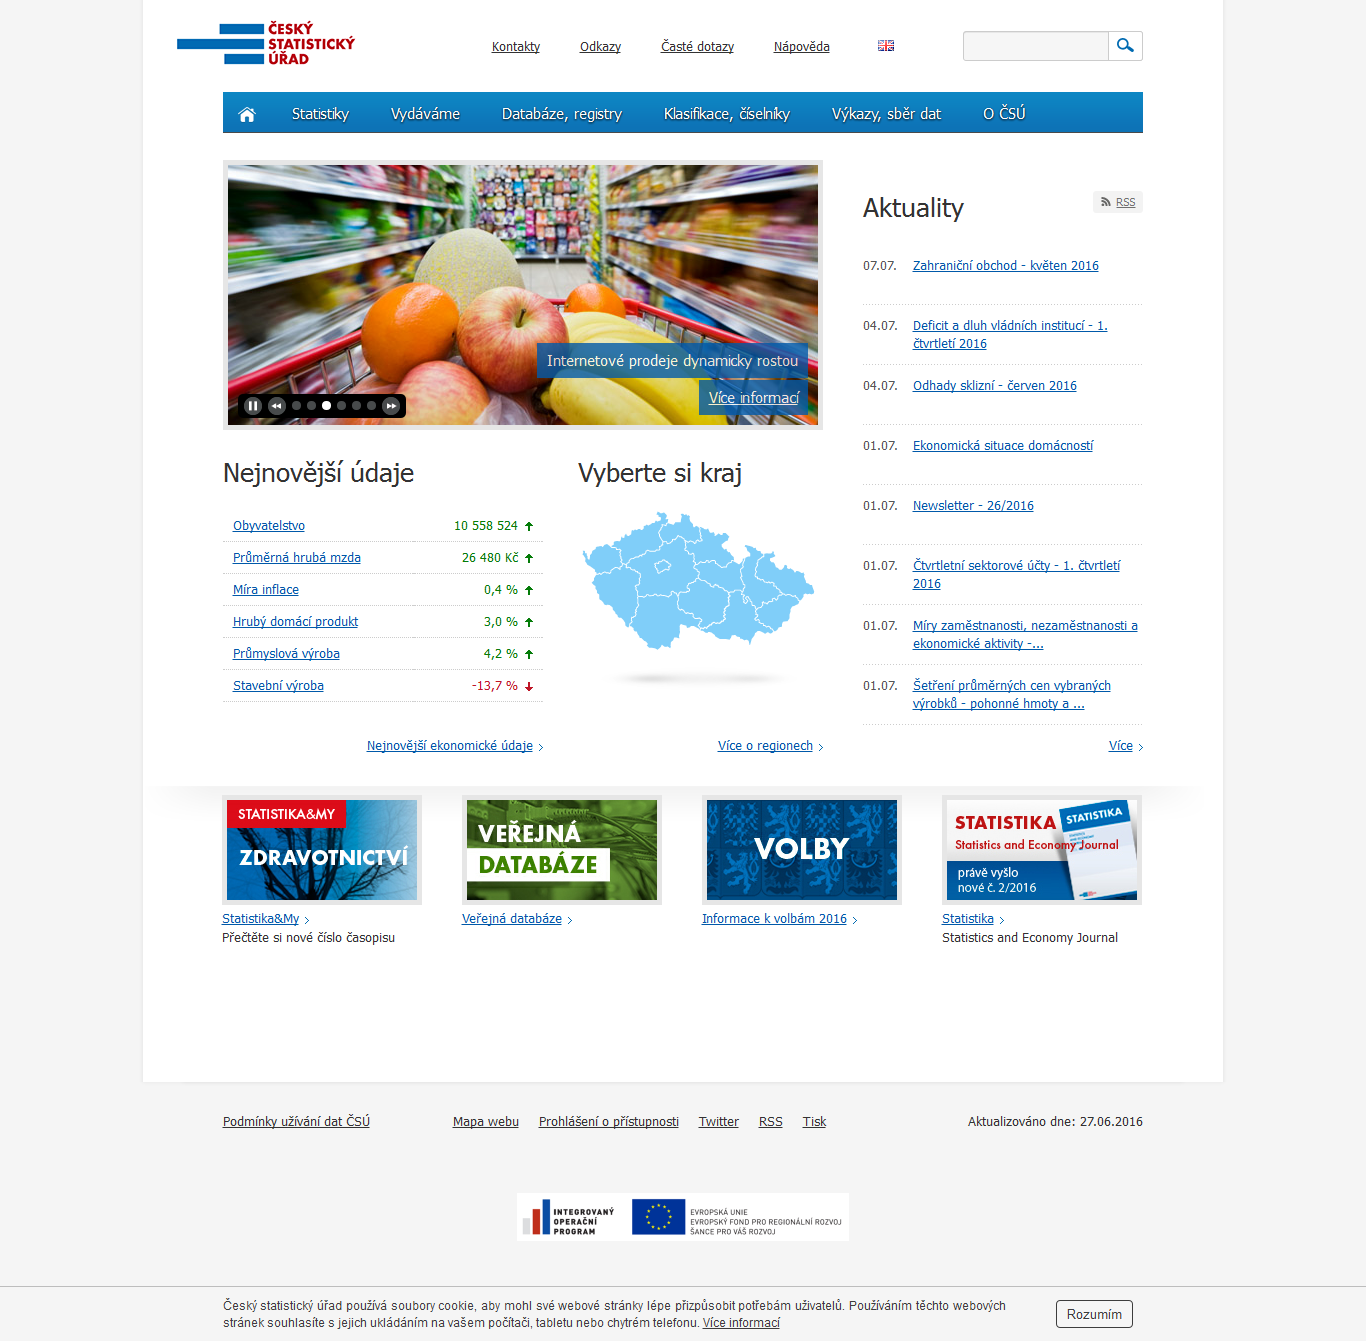 ČESKÝ
STATISTICKÝ
ÚŘAD
Kontakty Odkazy Časté dotazy Nápověda
Statistiky Vydáváme Databáze, registry Klasifikace, číselníky Výkazy, sběr dat O ČSÚ
Internetové prodeje dynamicky rostou
Více informací
Aktuality
RSS
07.07. Zahraniční obchod - květen 2016
04.07. Deficit a dluh vládních institucí - 1.
čtvrtletí 2016
04.07. Odhady sklizní - červen 2016
01.07. Ekonomická situace domácností
01.07. Newsletter - 26/2016
01.07. Čtvrtletní sektorové účty - 1. čtvrtletí
2016
01.07. Míry zaměstnanosti, nezaměstnanosti a
ekonomické aktivity -...
01.07. Šetření průměrných cen vybraných
výrobků - pohonné hmoty a ...
Více
Nejnovější údaje
Obyvatelstvo 10 558 524
Průměrná hrubá mzda 26 480 Kč
Míra inflace 0,4 %
Hrubý domácí produkt 3,0 %
Průmyslová výroba 4,2 %
Stavební výroba -13,7 %
Nejnovější ekonomické údaje
Vyberte si kraj
Více o regionech
STATISTIKA&MY
ZDRAVOTNICTVÍ
Statistika&My
Přečtěte si nové číslo časopisu
VEŘEJNÁ
DATABÁZE
Veřejná databáze
VOLBY
Informace k volbám 2016
STATISTIKA
STATISTIKA
Statistics and Economy Journal
právě vyšlo
nové č. 2/2016
Statistika
Statistics and Economy Journal
Podmínky užívání dat ČSÚ Mapa webu Prohlášení o přístupnosti Twitter RSS Tisk Aktualizováno dne: 27.06.2016
INTEGROVANÝ
OPERAČNÍ
PROGRAM
EVROPSKÁ UNIE
EVROPSKÝ FOND PRO REGIONÁLNÍ ROZVOJ
ŠANCE PRO VÁŠ ROZVOJ
Český statistický úřad používá soubory cookie, aby mohl své webové stránky lépe přizpůsobit potřebám uživatelů. Používáním těchto webových
stránek souhlasíte s jejich ukládáním na vašem počítači, tabletu nebo chytrém telefonu. Více informací
Rozumím